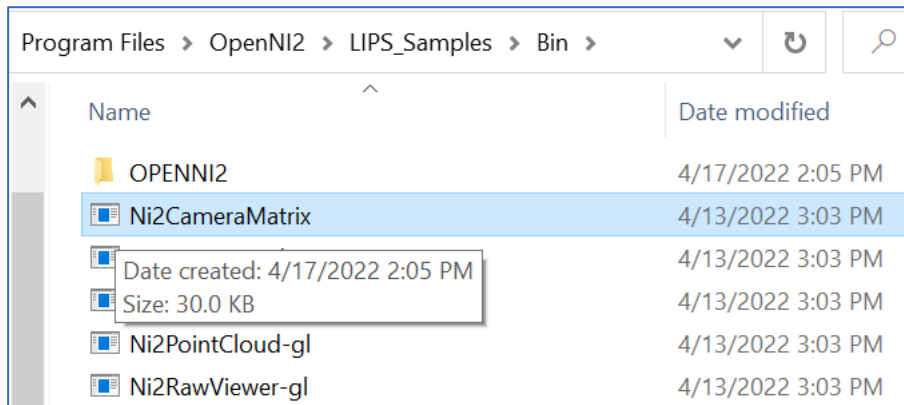 Program Files > OpenNI2 > LIPS_Samples > Bin >
Name Date modified
OPENNI2 4/17/2022 2:05 PM
Ni2CameraMatrix 4/13/2022 3:03 PM
4/13/2022 3:03 PM
Date created: 4/17/2022 2:05 PM
Size: 30.0 KB
4/13/2022 3:03 PM
Ni2PointCloud-gl 4/13/2022 3:03 PM
Ni2RawViewer-gl 4/13/2022 3:03 PM